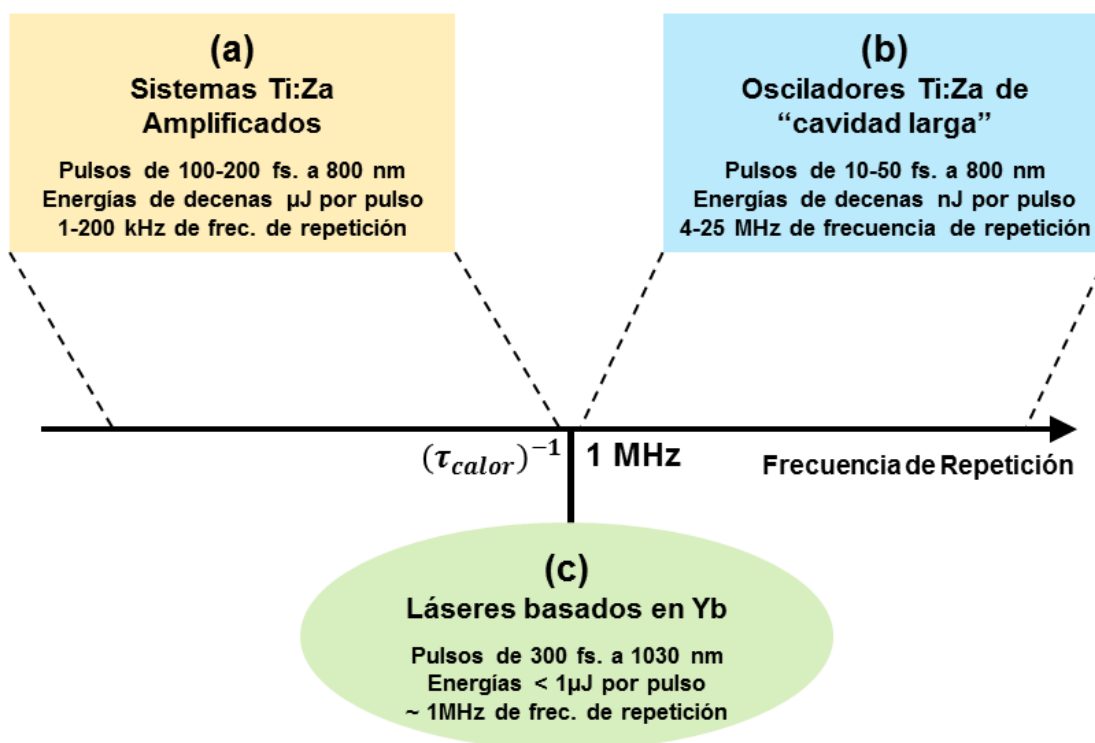 (a)
Sistemas Ti:Za
Amplificados
Pulsos de 100-200 fs. a 800 nm
Energías de decenas µJ por pulso
1-200 kHz de frec. de repetición
(b)
Osciladores Ti:Za de
“cavidad larga”
Pulsos de 10-50 fs. a 800 nm
Energías de decenas nJ por pulso
4-25 MHz de frecuencia de repetición
(τcalor)⁻¹
1 MHz
Frecuencia de Repetición
(c)
Láseres basados en Yb
Pulsos de 300 fs. a 1030 nm
Energías < 1µJ por pulso
~ 1MHz de frec. de repetición